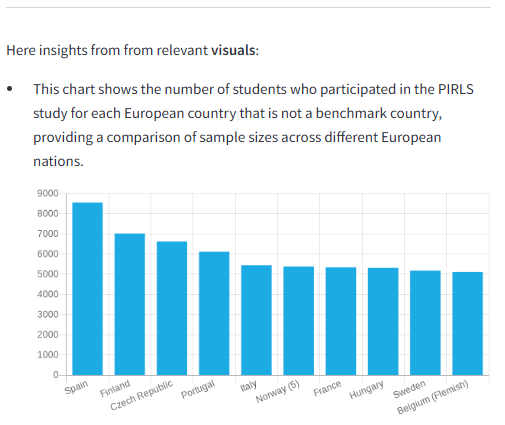 Here insights from from relevant visuals:
• This chart shows the number of students who participated in the PIRLS
study for each European country that is not a benchmark country,
providing a comparison of sample sizes across different European
nations.
9000
8000
7000
6000
5000
4000
3000
2000
1000
0
Spain
Finland
Czech Republic
Portugal
Italy
Norway (5)
France
Hungary
Sweden
Belgium (Flemish)